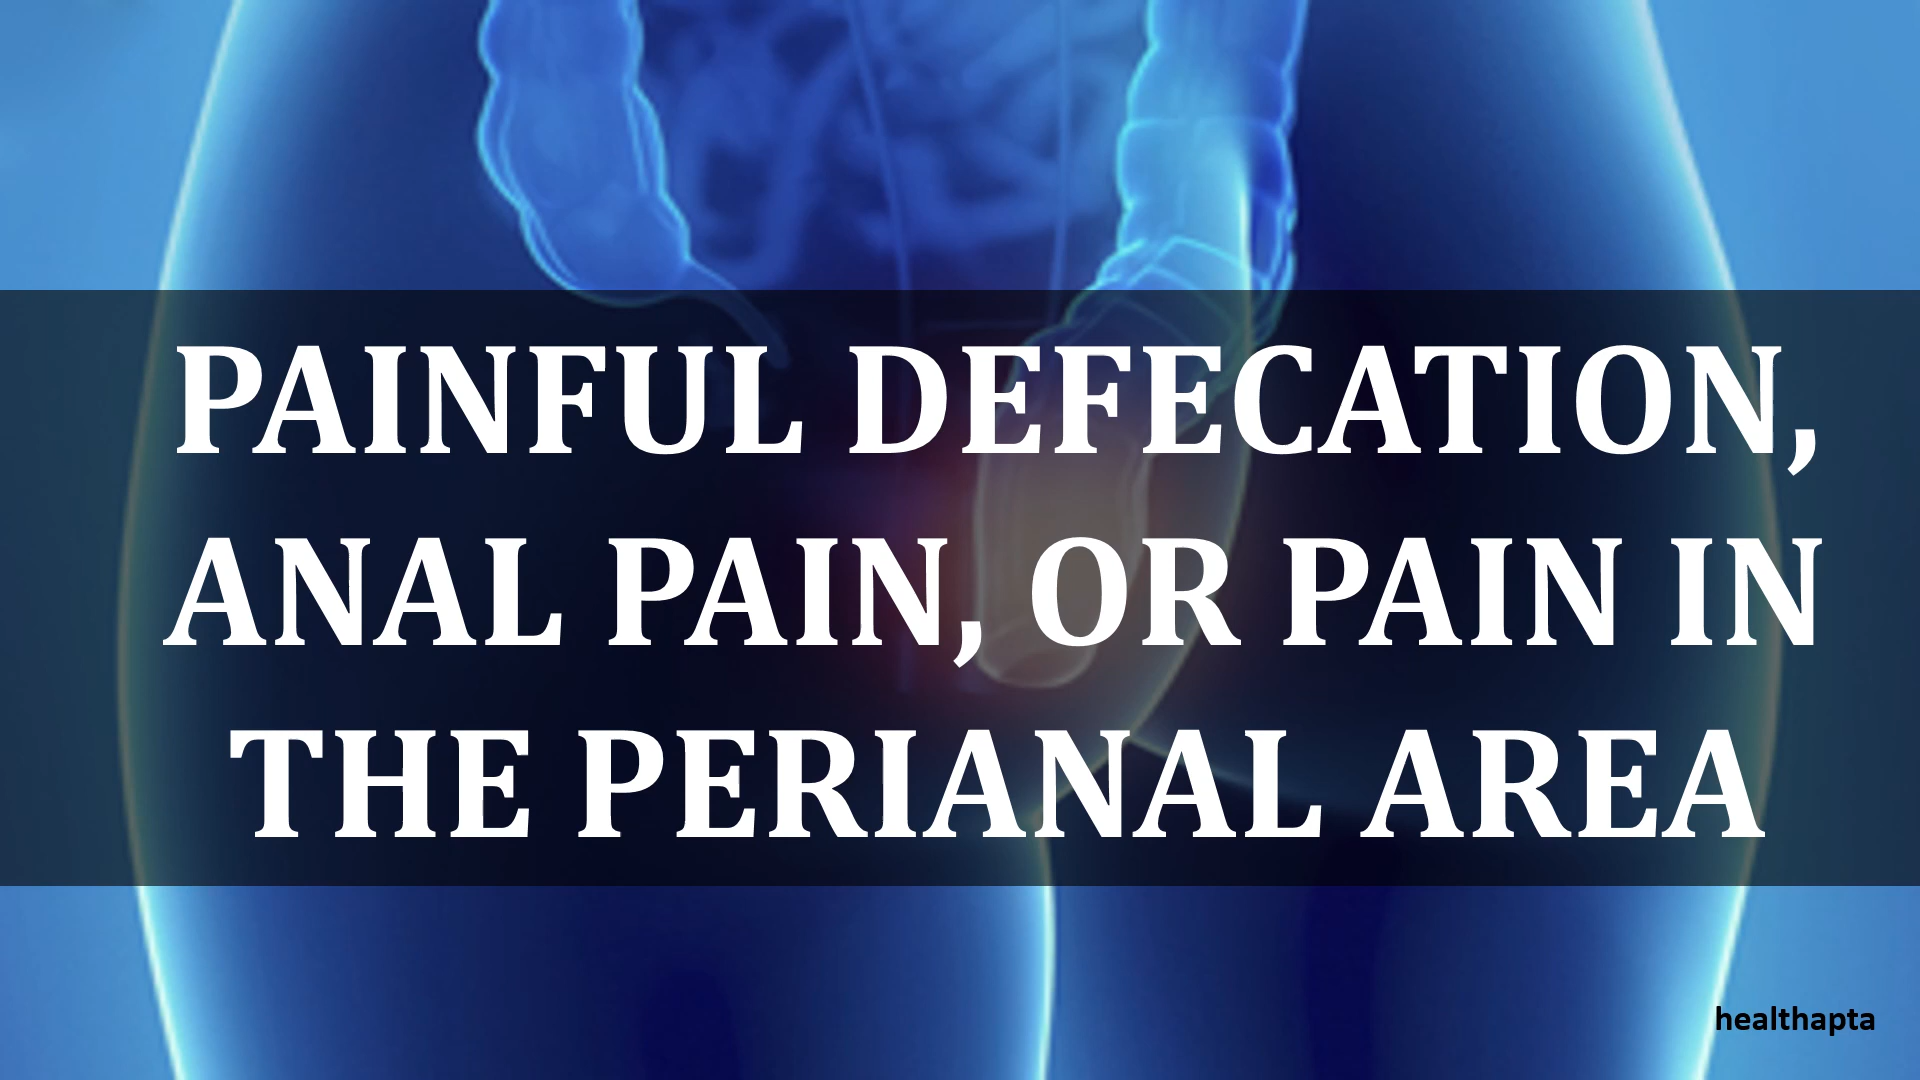 PAINFUL DEFECATION,
ANAL PAIN, OR PAIN IN
THE PERIANAL AREA
healthapta